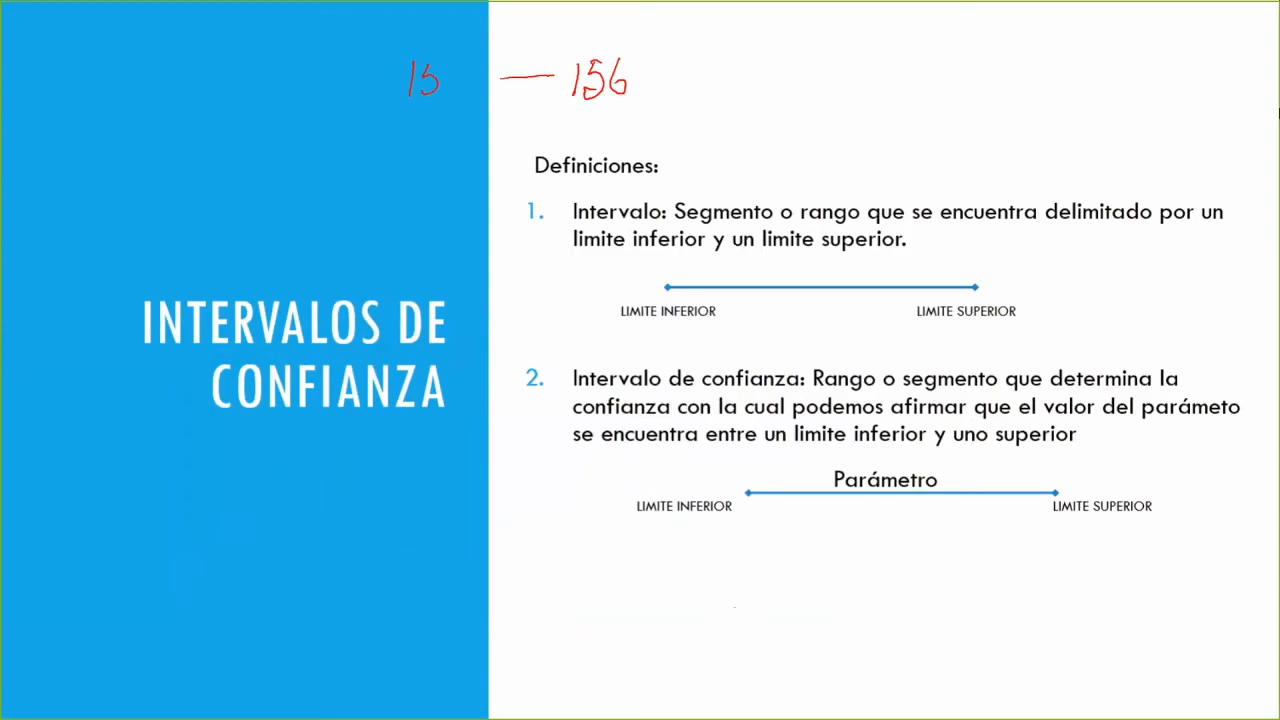 15 — 156
INTERVALOS DE
CONFIANZA
Definiciones:
1. Intervalo: Segmento o rango que se encuentra delimitado por un
limite inferior y un limite superior.
LIMITE INFERIOR LIMITE SUPERIOR
2. Intervalo de confianza: Rango o segmento que determina la
confianza con la cual podemos afirmar que el valor del parámeto
se encuentra entre un limite inferior y uno superior
Parámetro
LIMITE INFERIOR LIMITE SUPERIOR